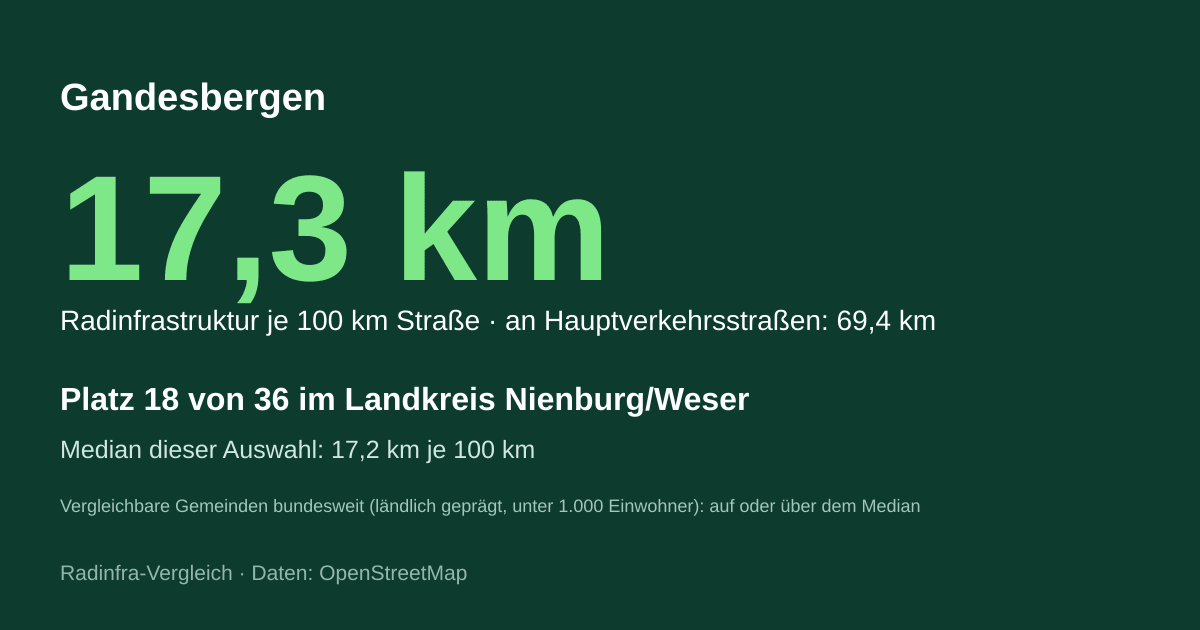 Gandesbergen
17,3 km
Radinfrastruktur je 100 km Straße · an Hauptverkehrsstraßen: 69,4 km
Platz 18 von 36 im Landkreis Nienburg/Weser
Median dieser Auswahl: 17,2 km je 100 km
Vergleichbare Gemeinden bundesweit (ländlich geprägt, unter 1.000 Einwohner): auf oder über dem Median
Radinfra-Vergleich · Daten: OpenStreetMap